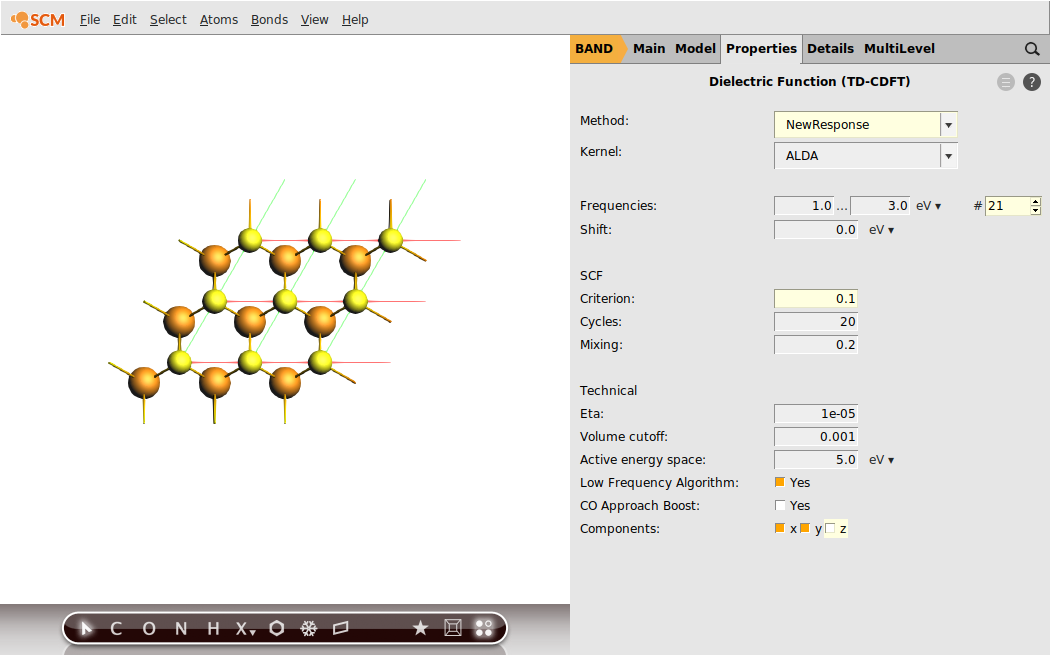 SCM File Edit Select Atoms Bonds View Help
BAND Main Model Properties Details MultiLevel
Dielectric Function (TD-CDFT) ?
Method: NewResponse
Kernel: ALDA
Frequencies: 1.0 ... 3.0 eV # 21
Shift: 0.0 eV
SCF
Criterion: 0.1
Cycles: 20
Mixing: 0.2
Technical
Eta: 1e-05
Volume cutoff: 0.001
Active energy space: 5.0 eV
Low Frequency Algorithm: Yes
CO Approach Boost: Yes
Components: x y z
C O N H X